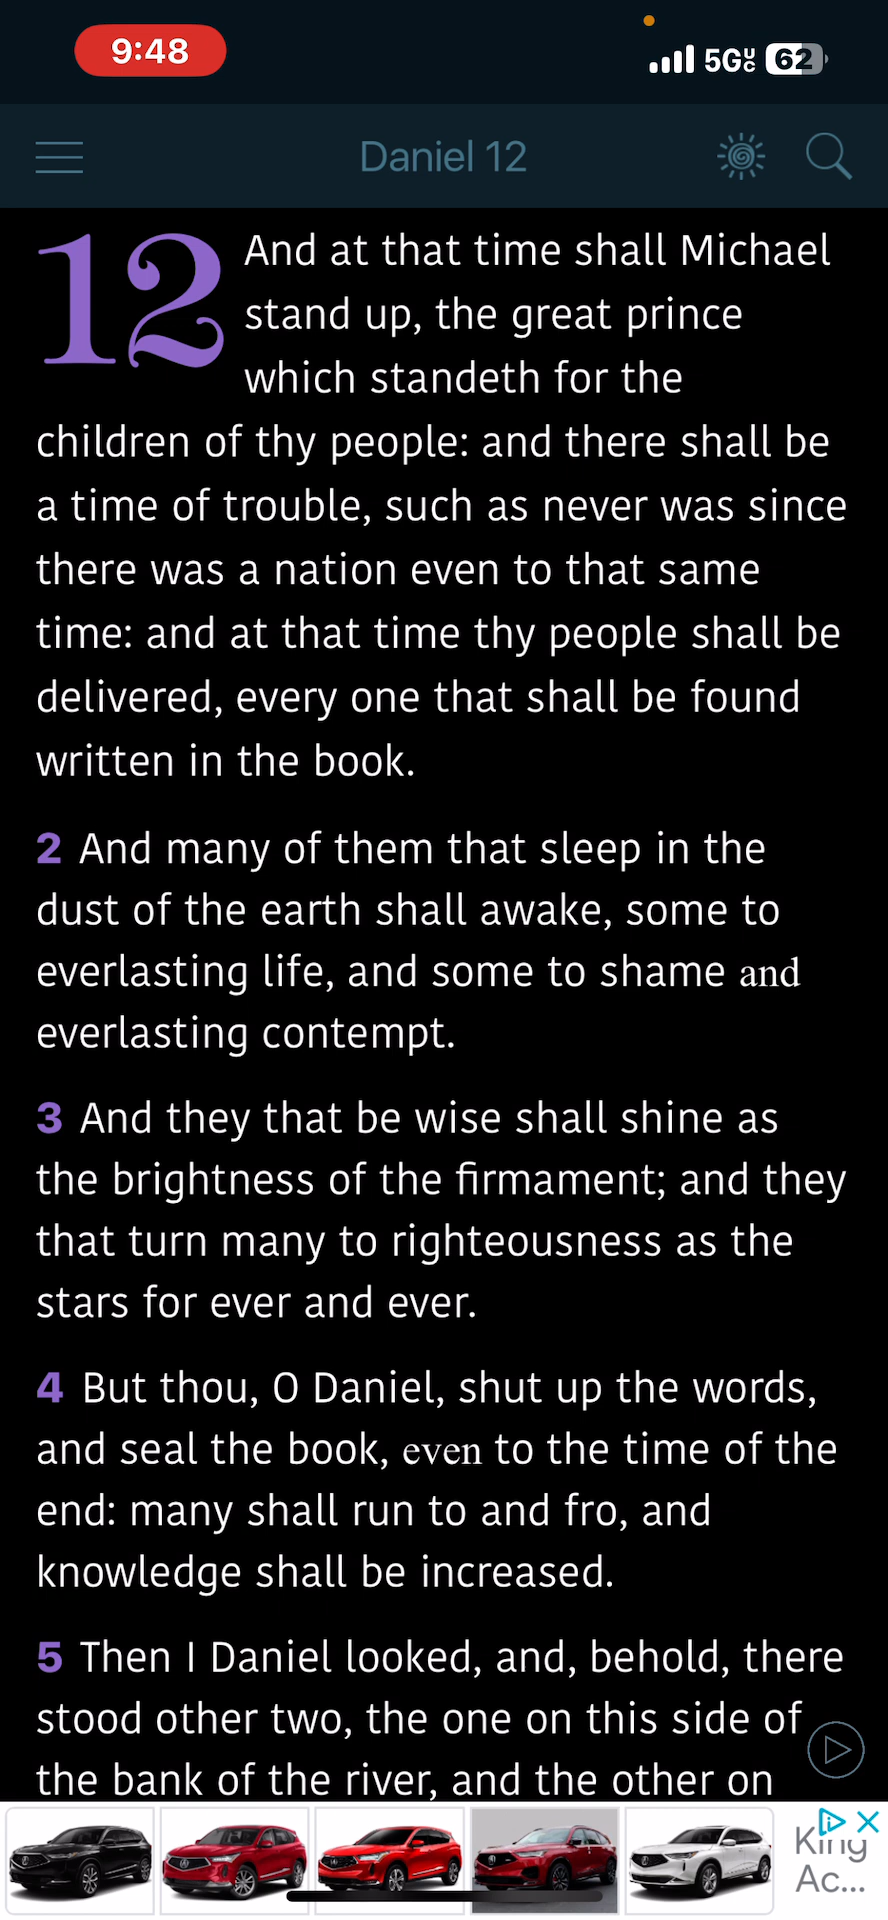 9:48
5G UC 62
Daniel 12
12 And at that time shall Michael
stand up, the great prince
which standeth for the
children of thy people: and there shall be
a time of trouble, such as never was since
there was a nation even to that same
time: and at that time thy people shall be
delivered, every one that shall be found
written in the book.
2 And many of them that sleep in the
dust of the earth shall awake, some to
everlasting life, and some to shame and
everlasting contempt.
3 And they that be wise shall shine as
the brightness of the firmament; and they
that turn many to righteousness as the
stars for ever and ever.
4 But thou, O Daniel, shut up the words,
and seal the book, even to the time of the
end: many shall run to and fro, and
knowledge shall be increased.
5 Then I Daniel looked, and, behold, there
stood other two, the one on this side of
the bank of the river, and the other on
King
Ac...